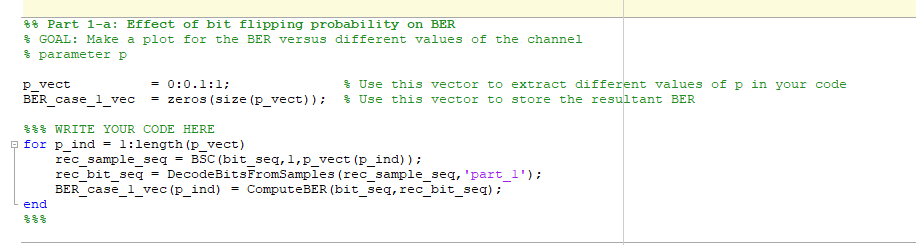 %% Part 1-a: Effect of bit flipping probability on BER
% GOAL: Make a plot for the BER versus different values of the channel
% parameter p
p_vect          = 0:0.1:1;              % Use this vector to extract different values of p in your code
BER_case_1_vec  = zeros(size(p_vect));  % Use this vector to store the resultant BER
%%% WRITE YOUR CODE HERE
for p_ind = 1:length(p_vect)
    rec_sample_seq = BSC(bit_seq,1,p_vect(p_ind));
    rec_bit_seq = DecodeBitsFromSamples(rec_sample_seq,'part_1');
    BER_case_1_vec(p_ind) = ComputeBER(bit_seq,rec_bit_seq);
end
%%%